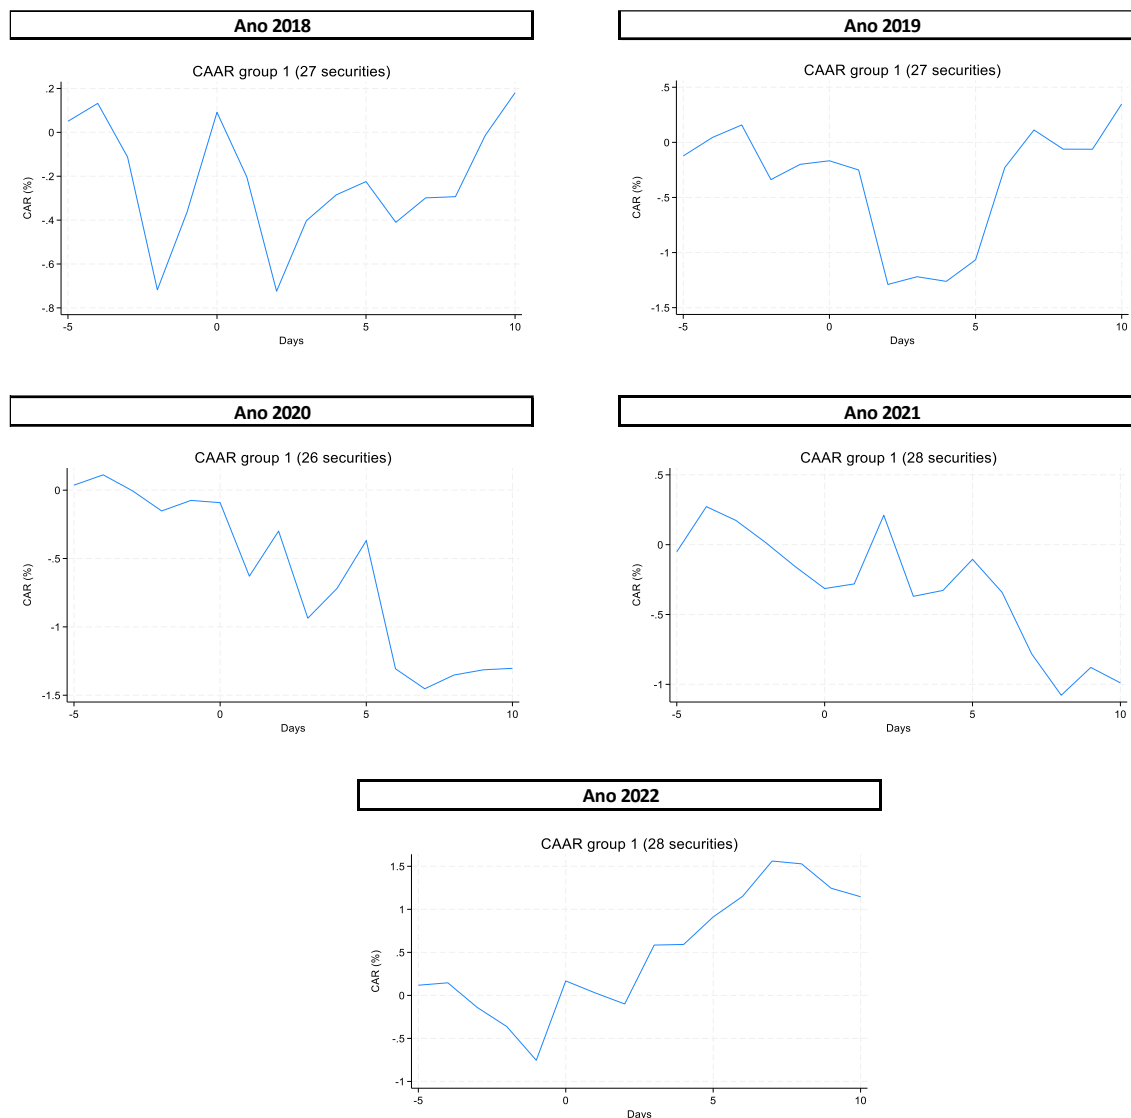 Ano 2018
CAAR group 1 (27 securities)
.2
0
-.2
-.4
-.6
-.8
CAR (%)
-5 0 5 10
Days
Ano 2019
CAAR group 1 (27 securities)
.5
0
-.5
-1
-1.5
CAR (%)
-5 0 5 10
Days
Ano 2020
CAAR group 1 (26 securities)
0
-.5
-1
-1.5
CAR (%)
-5 0 5 10
Days
Ano 2021
CAAR group 1 (28 securities)
.5
0
-.5
-1
CAR (%)
-5 0 5 10
Days
Ano 2022
CAAR group 1 (28 securities)
1.5
1
.5
0
-.5
-1
CAR (%)
-5 0 5 10
Days